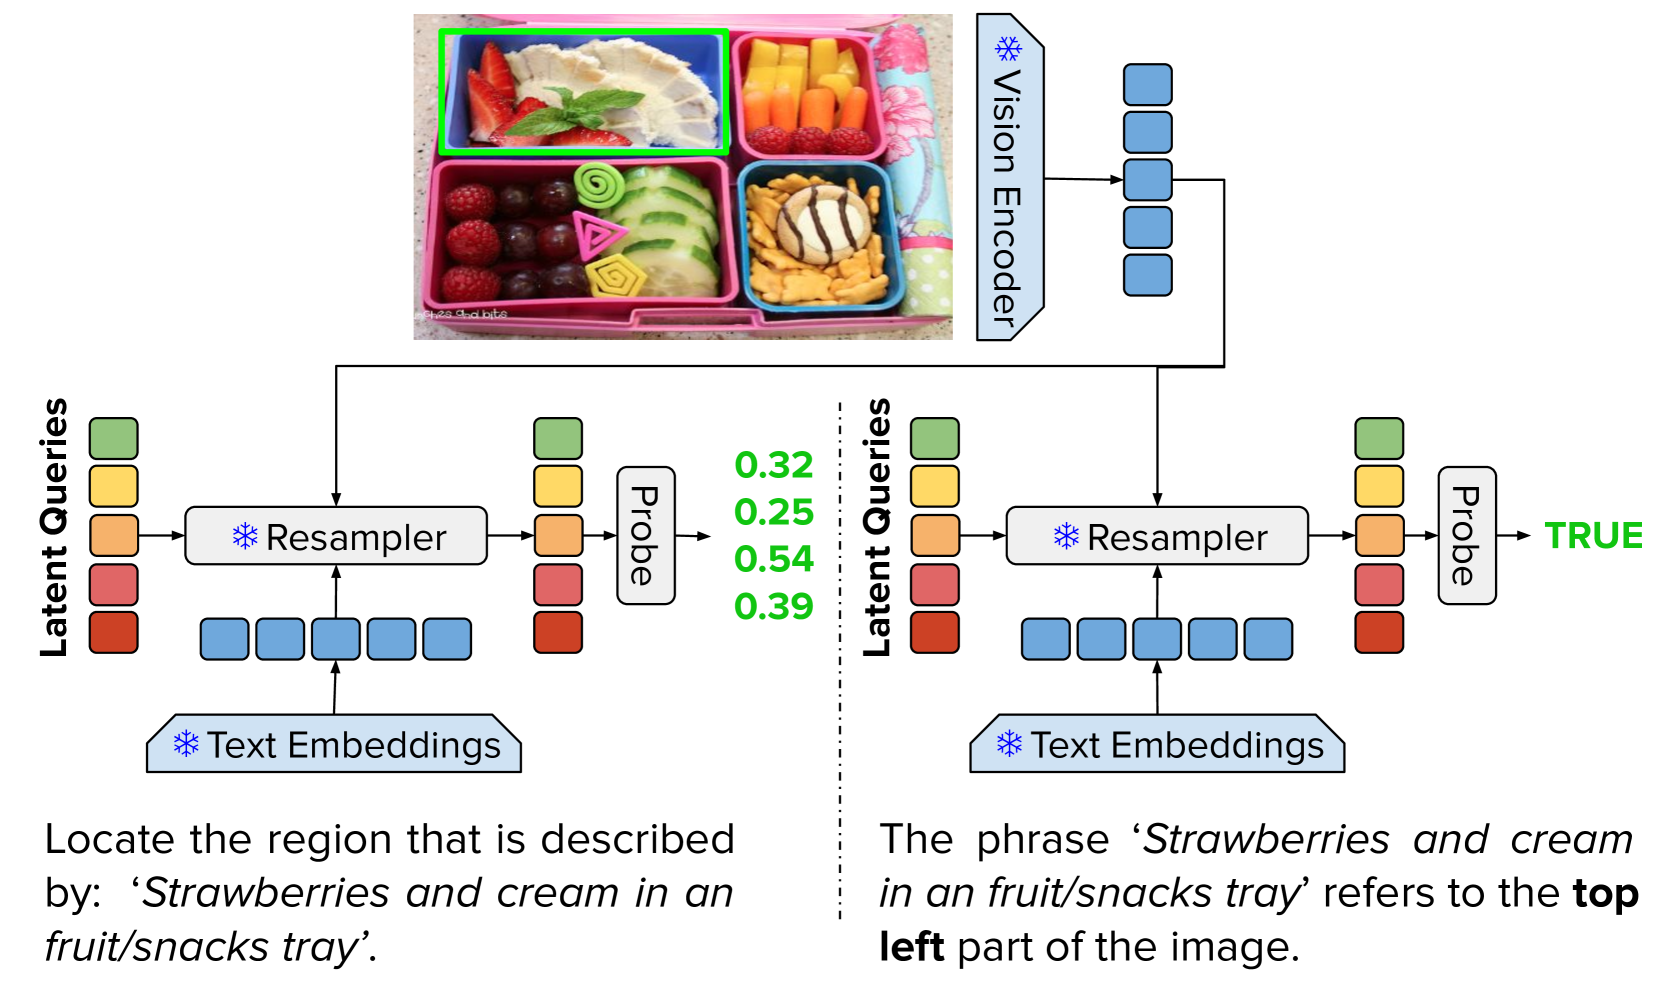 Vision Encoder
ches and bits
Latent Queries
Resampler
Probe
0.32
0.25
0.54
0.39
Text Embeddings
Locate the region that is described
by: ‘Strawberries and cream in an
fruit/snacks tray’.
Latent Queries
Resampler
Probe
TRUE
Text Embeddings
The phrase ‘Strawberries and cream
in an fruit/snacks tray’ refers to the top
left part of the image.